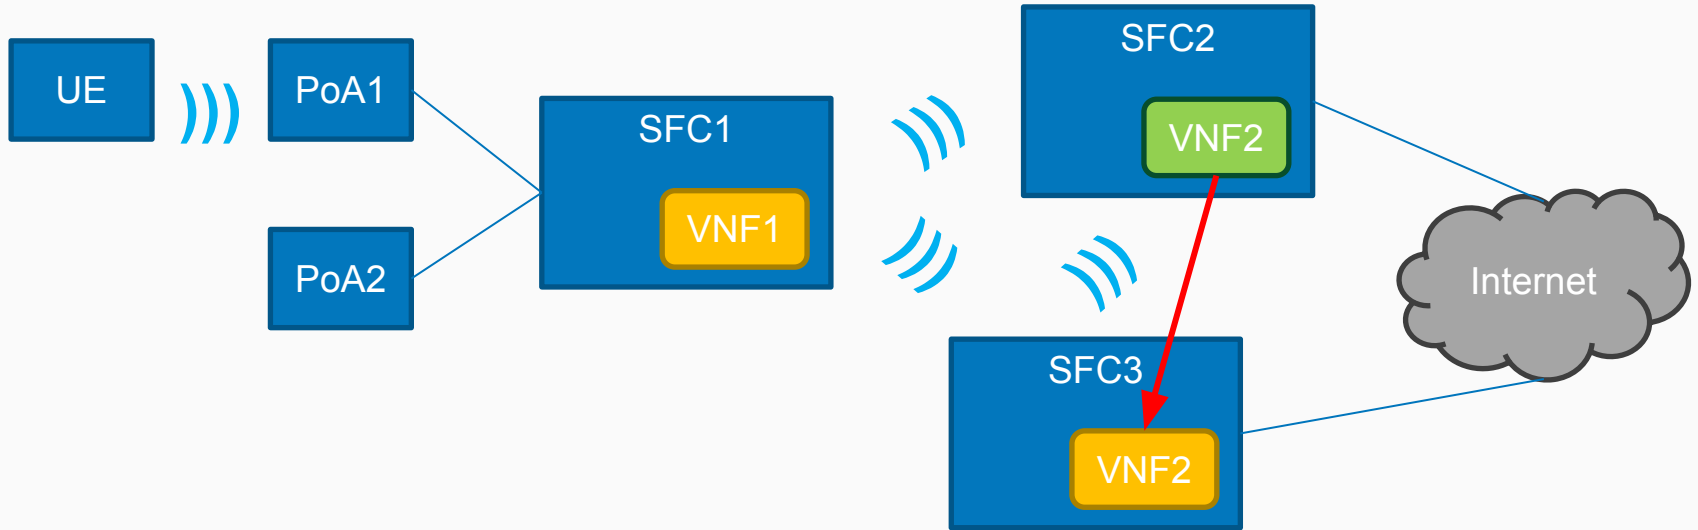 UE
PoA1
PoA2
SFC1
VNF1
SFC2
VNF2
SFC3
VNF2
Internet